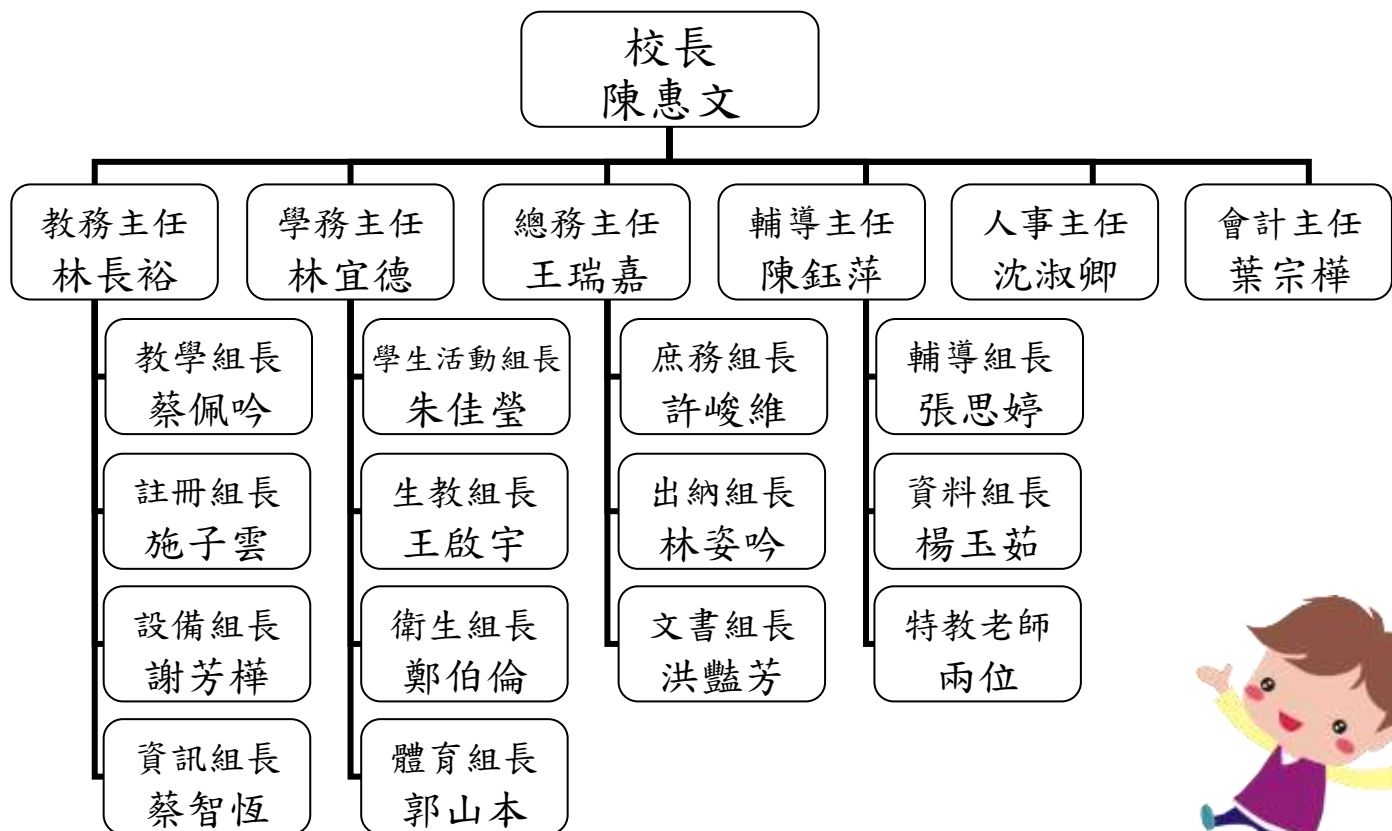 校長
陳惠文
教務主任
林長裕
學務主任
林宜德
總務主任
王瑞嘉
輔導主任
陳鈺萍
人事主任
沈淑卿
會計主任
葉宗樺
教學組長
蔡佩吟
註冊組長
施子雲
設備組長
謝芳樺
資訊組長
蔡智恆
學生活動組長
朱佳瑩
生教組長
王啟宇
衛生組長
鄭伯倫
體育組長
郭山本
庶務組長
許峻維
出納組長
林姿吟
文書組長
洪豔芳
輔導組長
張思婷
資料組長
楊玉茹
特教老師
兩位